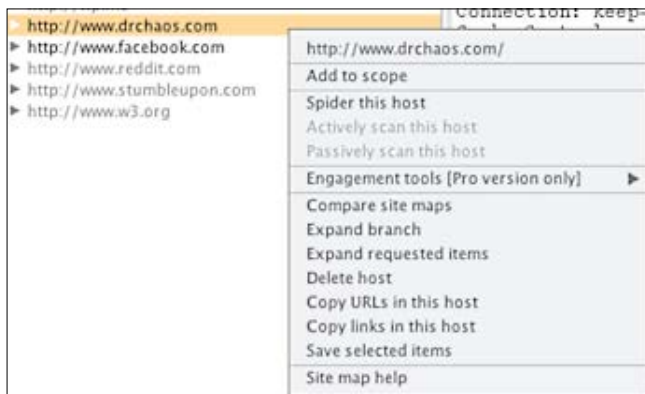 http://www.drchaos.com
http://www.facebook.com
http://www.reddit.com
http://www.stumbleupon.com
http://www.w3.org
Connection: keep-
http://www.drchaos.com/
Add to scope
Spider this host
Actively scan this host
Passively scan this host
Engagement tools [Pro version only]
Compare site maps
Expand branch
Expand requested items
Delete host
Copy URLs in this host
Copy links in this host
Save selected items
Site map help